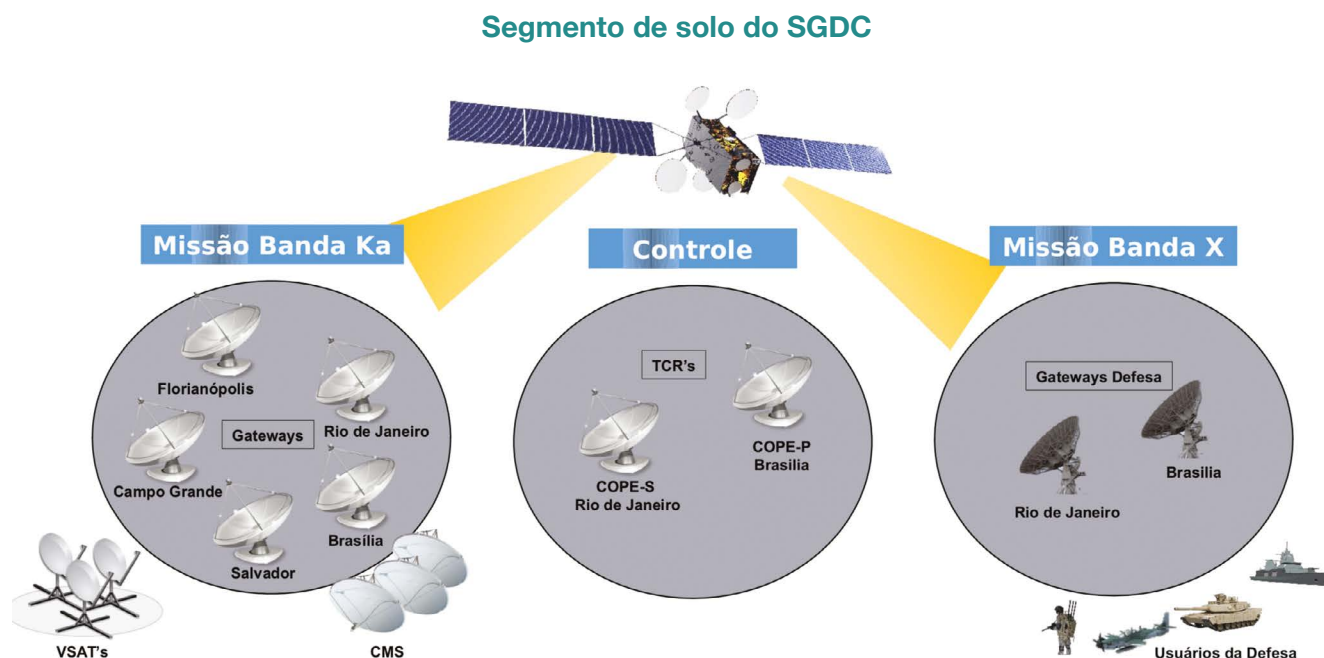 Segmento de solo do SGDC
Missão Banda Ka
Florianópolis
Rio de Janeiro
Gateways
Campo Grande
Brasília
Salvador
VSAT's
CMS
Controle
TCR's
COPE-P
Brasilia
COPE-S
Rio de Janeiro
Missão Banda X
Gateways Defesa
Brasilia
Rio de Janeiro
Usuários da Defesa